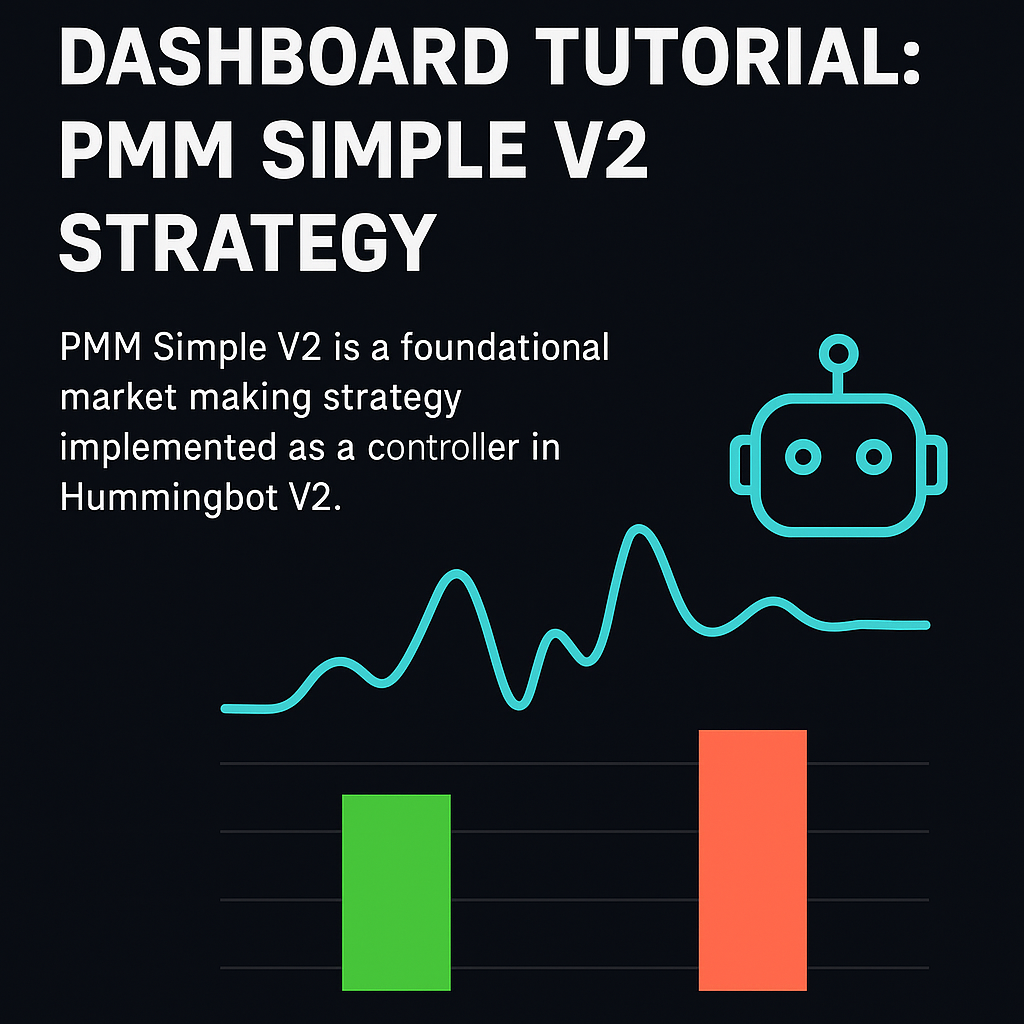 DASHBOARD TUTORIAL:
PMM SIMPLE V2
STRATEGY
PMM Simple V2 is a foundational
market making strategy
implemented as a controller in
Hummingbot V2.